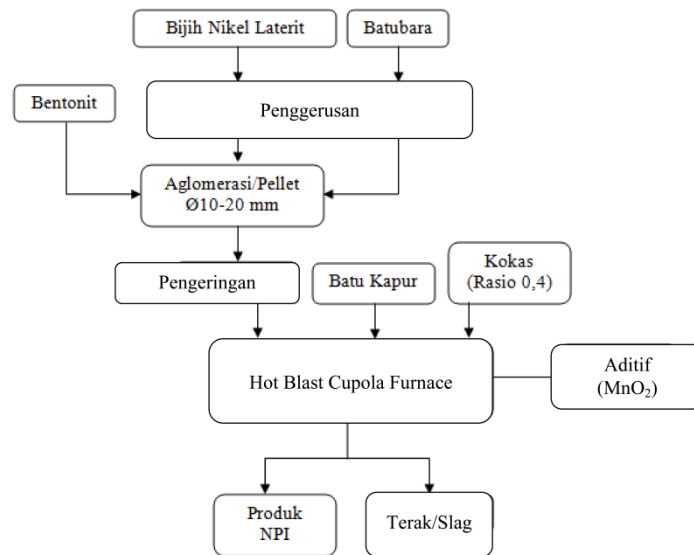 Bijih Nikel Laterit
Batubara
Bentonit
Penggerusan
Aglomerasi/Pellet
Ø10-20 mm
Pengeringan
Batu Kapur
Kokas
(Rasio 0,4)
Hot Blast Cupola Furnace
Aditif
(MnO₂)
Produk
NPI
Terak/Slag